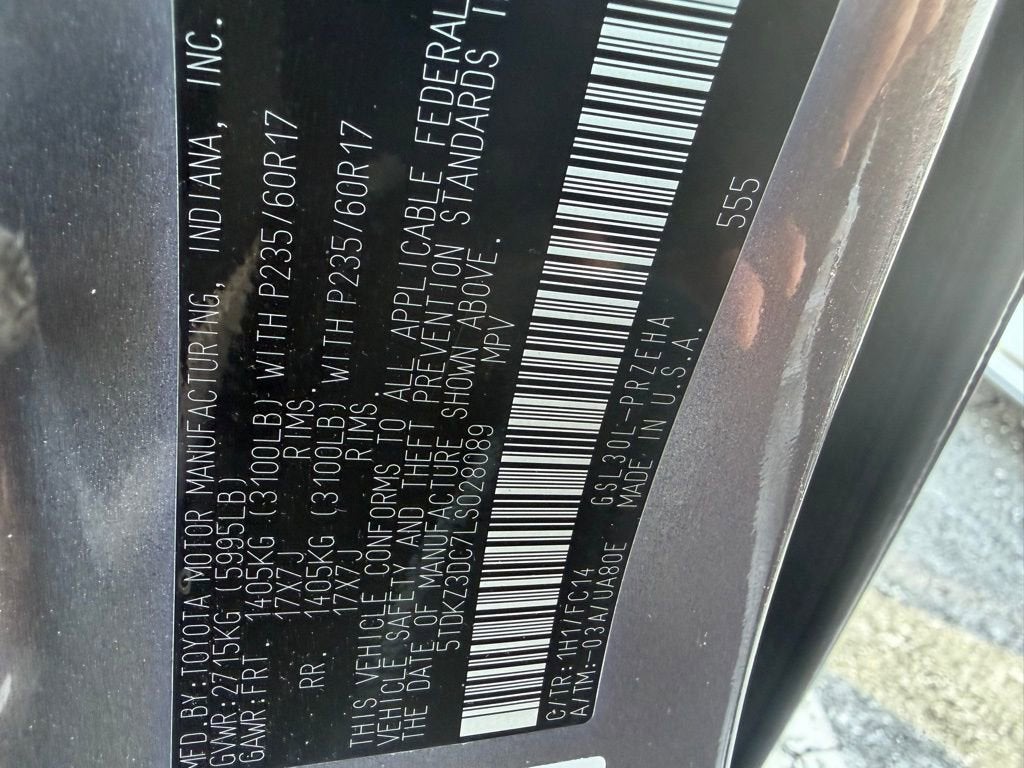 MFD.BY:TOYOTA MOTOR MANUFACTURING, INDIANA, INC.
GVWR:2715KG(5995LB)
GAWR:FRT. 1405KG (3100LB) WITH P235/60R17
17X7J RIMS.
RR. 1405KG (3100LB) WITH P235/60R17
17X7J RIMS.
THIS VEHICLE CONFORMS TO ALL APPLICABLE FEDERAL
VEHICLE SAFETY AND THEFT PREVENTION STANDARDS
THE DATE OF MANUFACTURE SHOWN ABOVE.
5TDKZ3DC7LS028089 MPV
C/TR:1H1/FC14 GSL30L-PRZEHA
A/TM:-03A/UA80E MADE IN U.S.A.
555